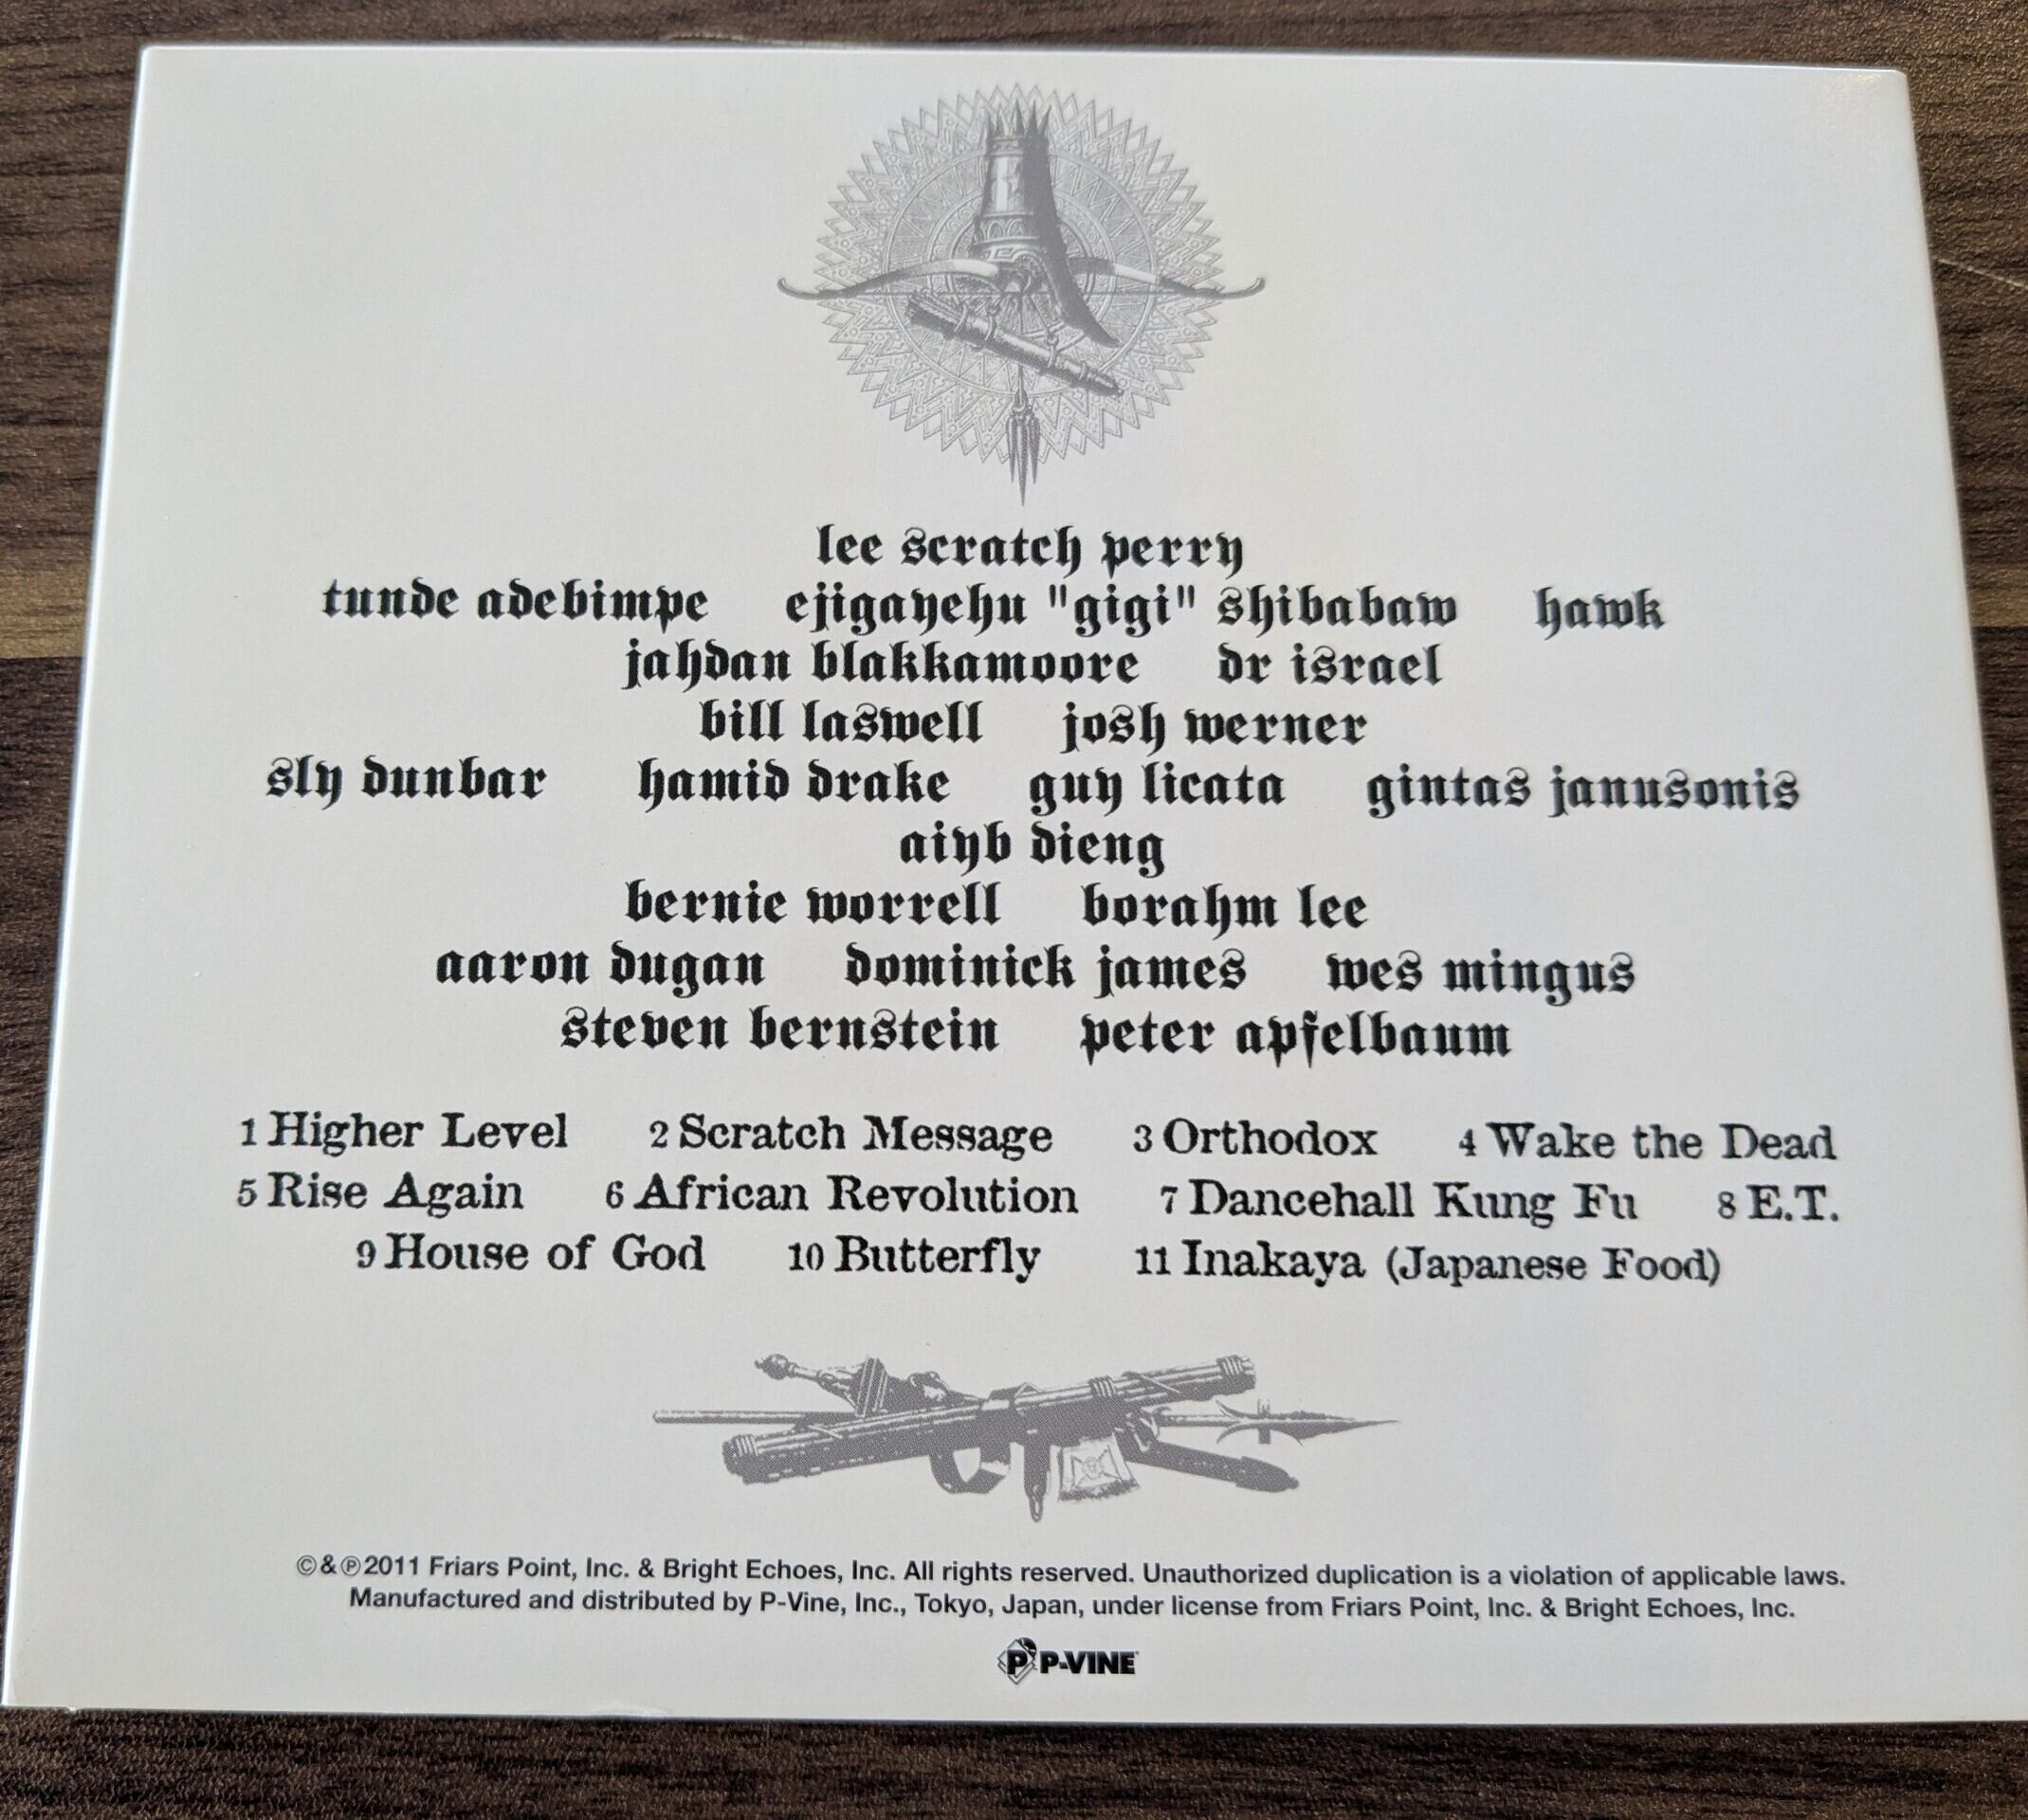 lee scratch perry
tunde adebimpe ejigayehu "gigi" shibabaw hawk
jahdan blakkamoore dr israel
bill laswell josh werner
sly dunbar hamid drake guy licata gintas janusonis
aiyb dieng
bernie worrell borahm lee
aaron dugan dominick james wes mingus
steven bernstein peter apfelbaum
1 Higher Level 2 Scratch Message 3 Orthodox 4 Wake the Dead
5 Rise Again 6 African Revolution 7 Dancehall Kung Fu 8 E.T.
9 House of God 10 Butterfly 11 Inakaya (Japanese Food)
©&℗2011 Friars Point, Inc. & Bright Echoes, Inc. All rights reserved. Unauthorized duplication is a violation of applicable laws.
Manufactured and distributed by P-Vine, Inc., Tokyo, Japan, under license from Friars Point, Inc. & Bright Echoes, Inc.
P P-VINE